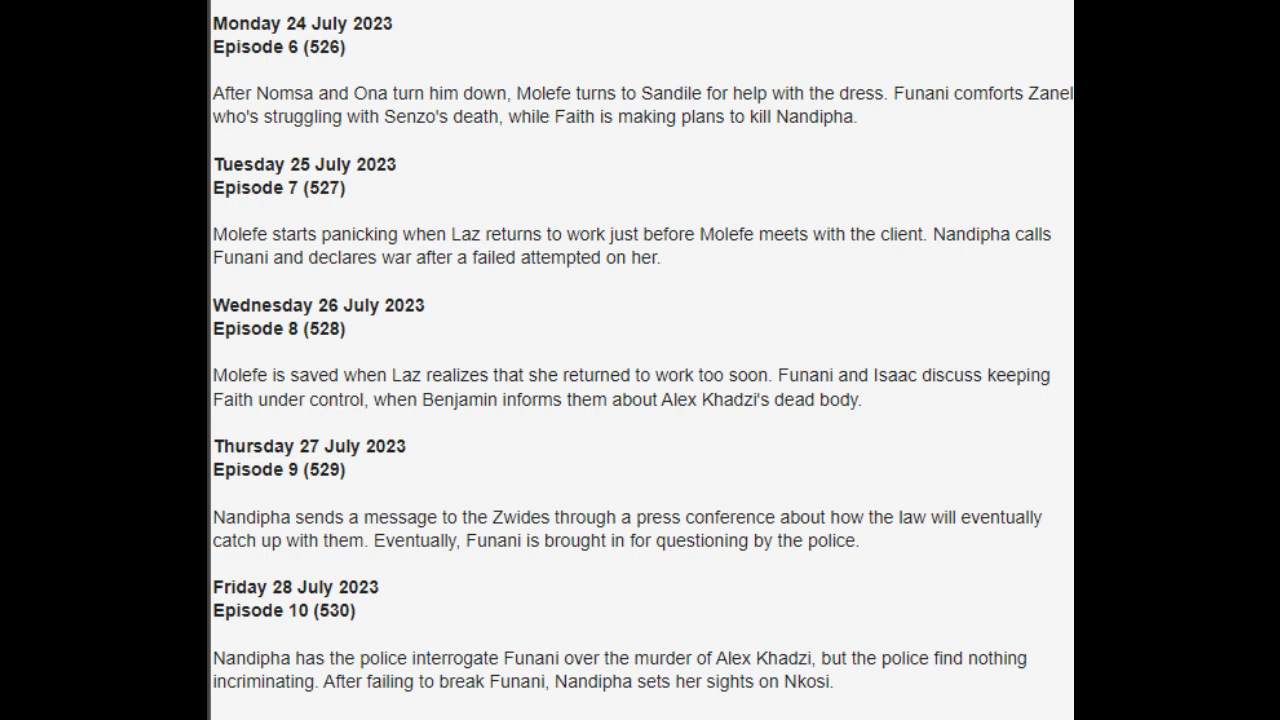 Monday 24 July 2023
Episode 6 (526)
After Nomsa and Ona turn him down, Molefe turns to Sandile for help with the dress. Funani comforts Zanel
who's struggling with Senzo's death, while Faith is making plans to kill Nandipha.
Tuesday 25 July 2023
Episode 7 (527)
Molefe starts panicking when Laz returns to work just before Molefe meets with the client. Nandipha calls
Funani and declares war after a failed attempted on her.
Wednesday 26 July 2023
Episode 8 (528)
Molefe is saved when Laz realizes that she returned to work too soon. Funani and Isaac discuss keeping
Faith under control, when Benjamin informs them about Alex Khadzi's dead body.
Thursday 27 July 2023
Episode 9 (529)
Nandipha sends a message to the Zwides through a press conference about how the law will eventually
catch up with them. Eventually, Funani is brought in for questioning by the police.
Friday 28 July 2023
Episode 10 (530)
Nandipha has the police interrogate Funani over the murder of Alex Khadzi, but the police find nothing
incriminating. After failing to break Funani, Nandipha sets her sights on Nkosi.